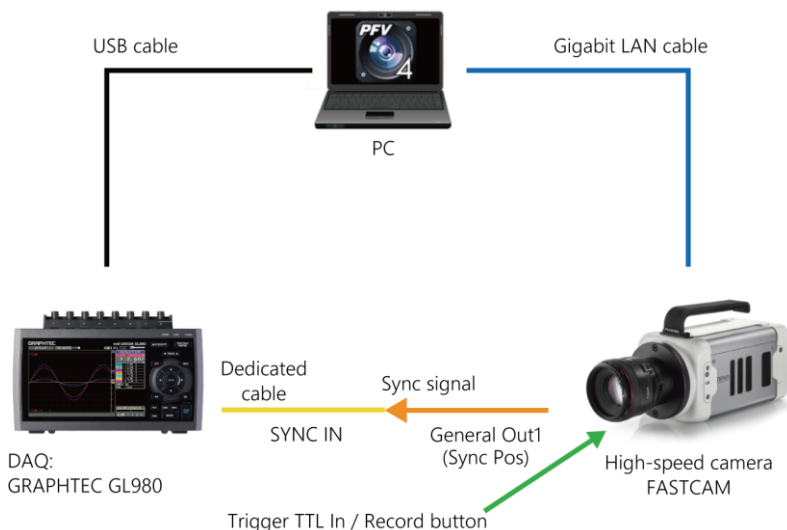 USB cable
Gigabit LAN cable
PFV
4
PC
GRAPHTEC
Dedicated
cable
Sync signal
SYNC IN
General Out1
(Sync Pos)
DAQ:
GRAPHTEC GL980
High-speed camera
FASTCAM
Trigger TTL In / Record button